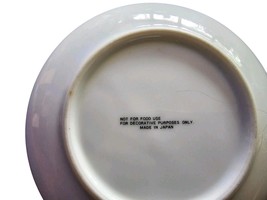 NOT FOR FOOD USE
FOR DECORATIVE PURPOSES ONLY
MADE IN JAPAN